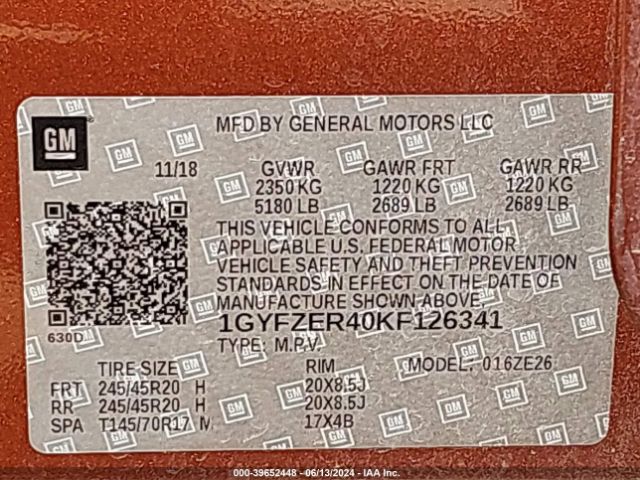 GM
MFD BY GENERAL MOTORS LLC
11/18 GVWR GAWR FRT GAWR RR
2350 KG 1220 KG 1220 KG
5180 LB 2689 LB 2689 LB
THIS VEHICLE CONFORMS TO ALL
APPLICABLE U.S. FEDERAL MOTOR
VEHICLE SAFETY AND THEFT PREVENTION
STANDARDS IN EFFECT ON THE DATE OF
MANUFACTURE SHOWN ABOVE.
1GYFZER40KF126341
630D
TYPE: M.P.V. MODEL: 016ZE26
TIRE SIZE RIM
FRT 245/45R20 H 20X8.5J
RR 245/45R20 H 20X8.5J
SPA T145/70R17 M 17X4B
000-39652448 - 06/13/2024 - IAA Inc.